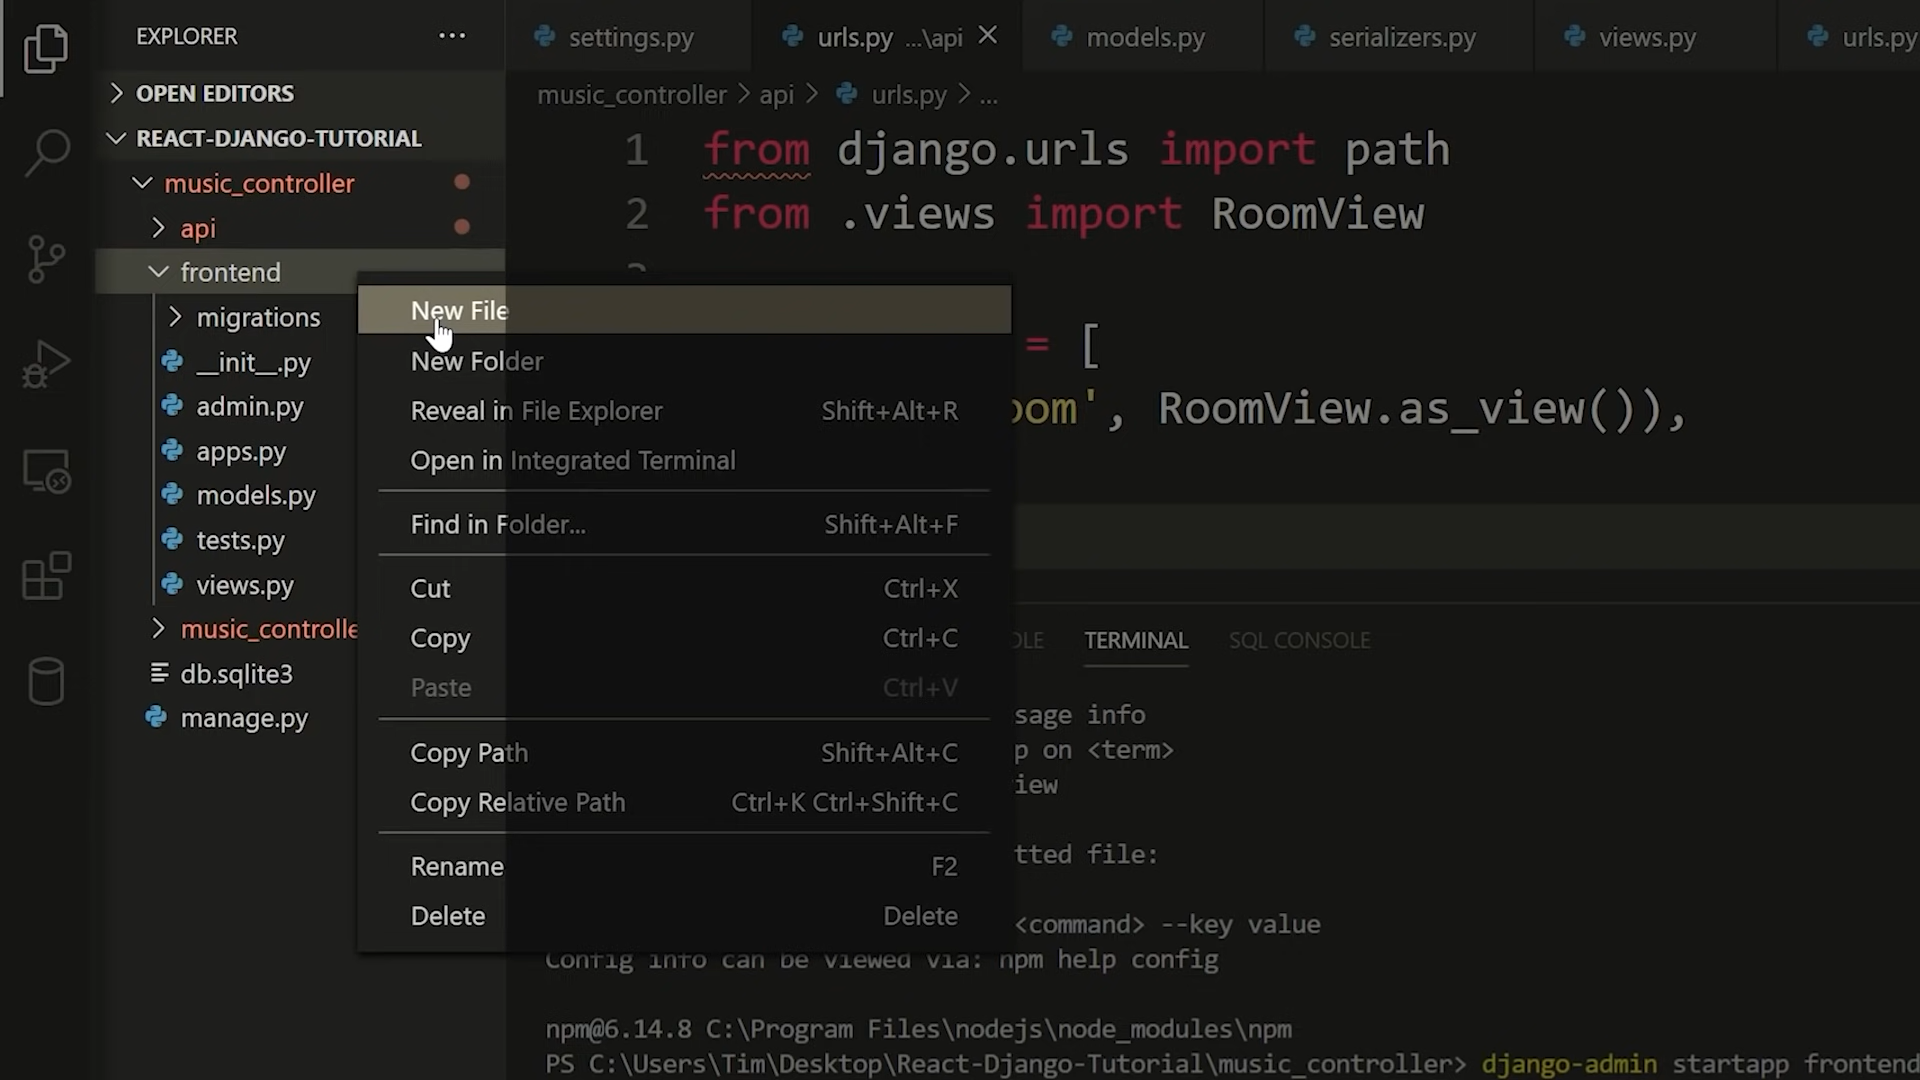 EXPLORER
OPEN EDITORS
REACT-DJANGO-TUTORIAL
music_controller
api
frontend
migrations
__init__.py
admin.py
apps.py
models.py
tests.py
views.py
music_controlle
db.sqlite3
manage.py
settings.py
urls.py ...\api
models.py
serializers.py
views.py
urls.py
music_controller > api > urls.py > ...
1 from django.urls import path
2 from .views import RoomView
= [
oom', RoomView.as_view()),
New File
New Folder
Reveal in File Explorer Shift+Alt+R
Open in Integrated Terminal
Find in Folder... Shift+Alt+F
Cut Ctrl+X
Copy Ctrl+C
Paste Ctrl+V
Copy Path Shift+Alt+C
Copy Relative Path Ctrl+K Ctrl+Shift+C
Rename F2
Delete Delete
OLE TERMINAL SQL CONSOLE
sage info
p on <term>
iew
tted file:
<command> --key value
Config info can be viewed via: npm help config
npm@6.14.8 C:\Program Files\nodejs\node_modules\npm
PS C:\Users\Tim\Desktop\React-Django-Tutorial\music_controller> django-admin startapp frontend